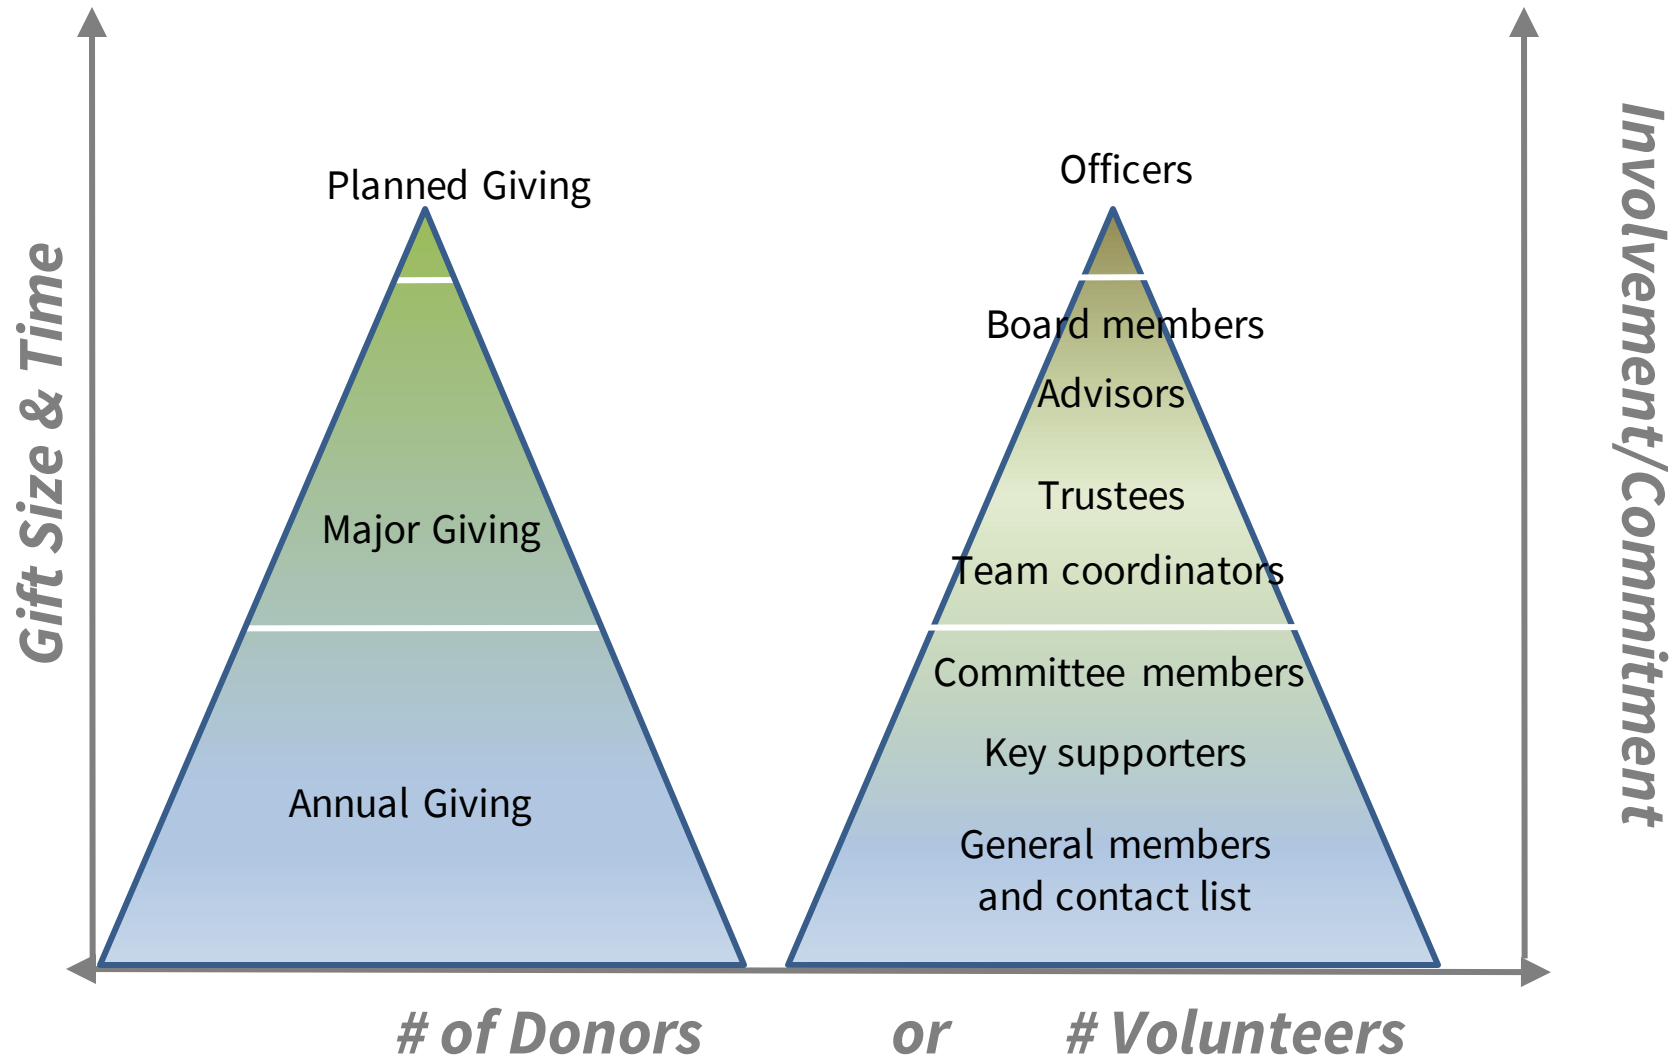 Gift Size & Time
Planned Giving
Major Giving
Annual Giving
Officers
Board members
Advisors
Trustees
Team coordinators
Committee members
Key supporters
General members
and contact list
Involvement/Commitment
# of Donors or # Volunteers